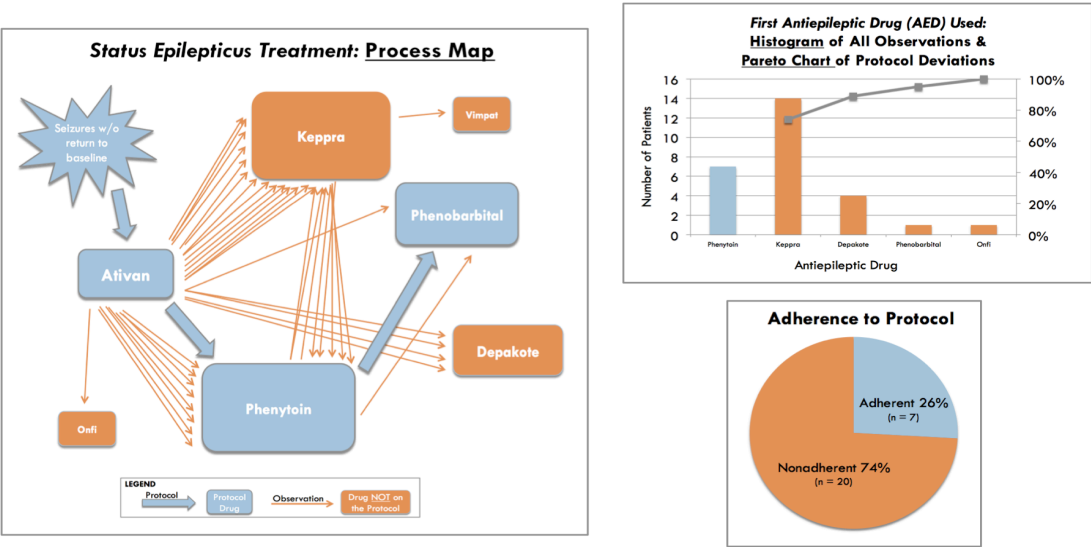 Status Epilepticus Treatment: Process Map
Seizures w/o
return to
baseline
Keppra
Vimpat
Phenobarbital
Ativan
Depakote
Phenytoin
Onfi
LEGEND
Protocol
Protocol
Drug
Observation
Drug NOT on
the Protocol
First Antiepileptic Drug (AED) Used:
Histogram of All Observations &
Pareto Chart of Protocol Deviations
Number of Patients
16
14
12
10
8
6
4
2
0
100%
80%
60%
40%
20%
0%
Phenytoin Keppra Depakote Phenobarbital Onfi
Antiepileptic Drug
Adherence to Protocol
Adherent 26%
(n = 7)
Nonadherent 74%
(n = 20)